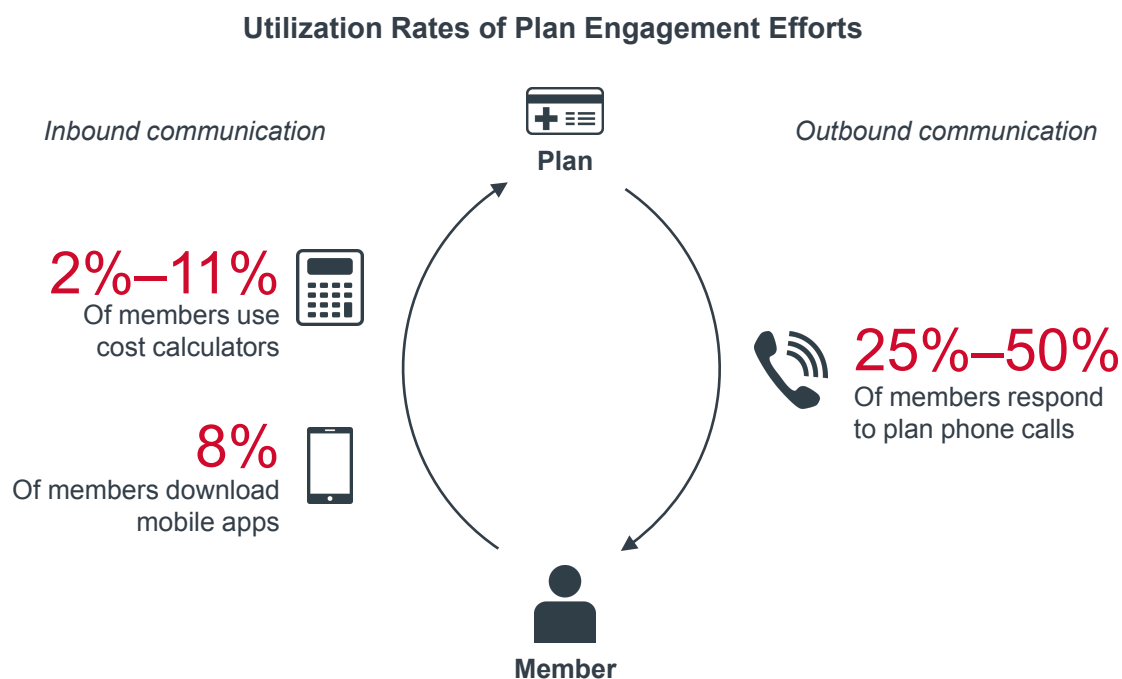 Utilization Rates of Plan Engagement Efforts
Inbound communication
Plan
Outbound communication
2%–11%
Of members use
cost calculators
8%
Of members download
mobile apps
25%–50%
Of members respond
to plan phone calls
Member